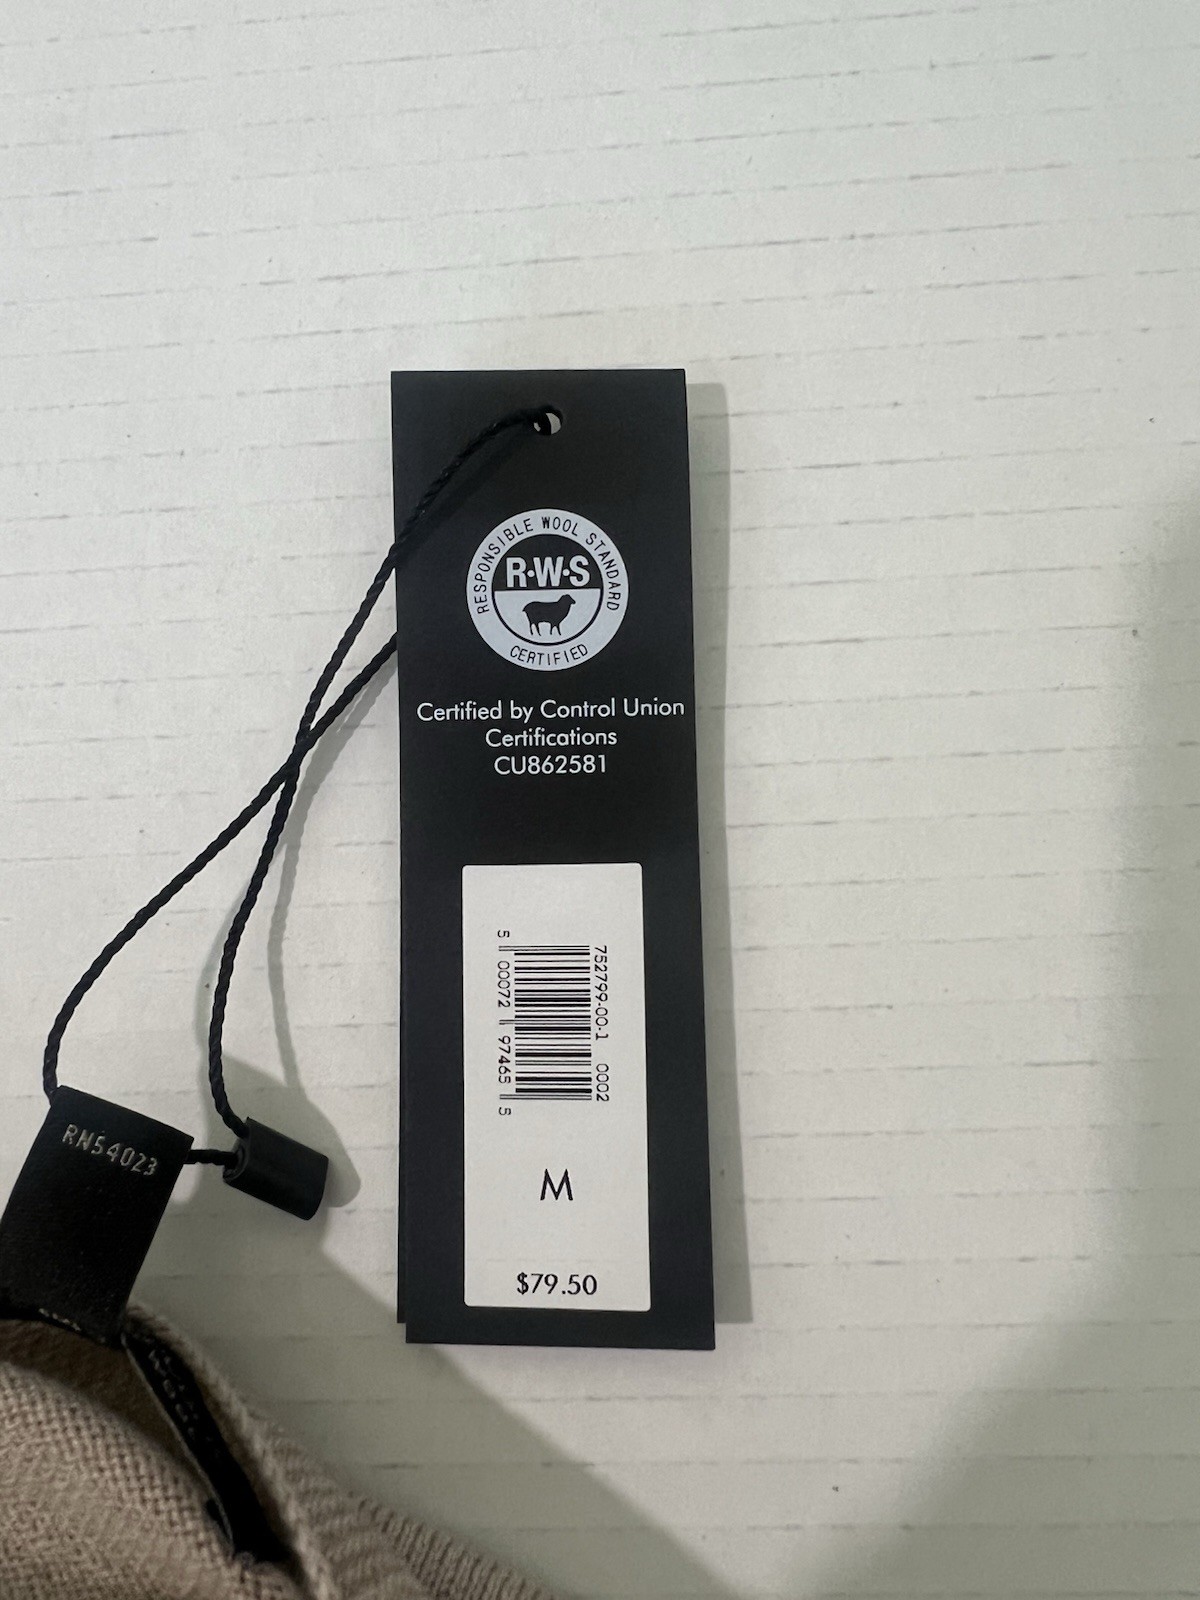 RESPONSIBLE WOOL STANDARD
R·W·S
CERTIFIED
Certified by Control Union
Certifications
CU862581
752799-00-1 0002
5 00072 97465 5
M
$79.50
RN54023